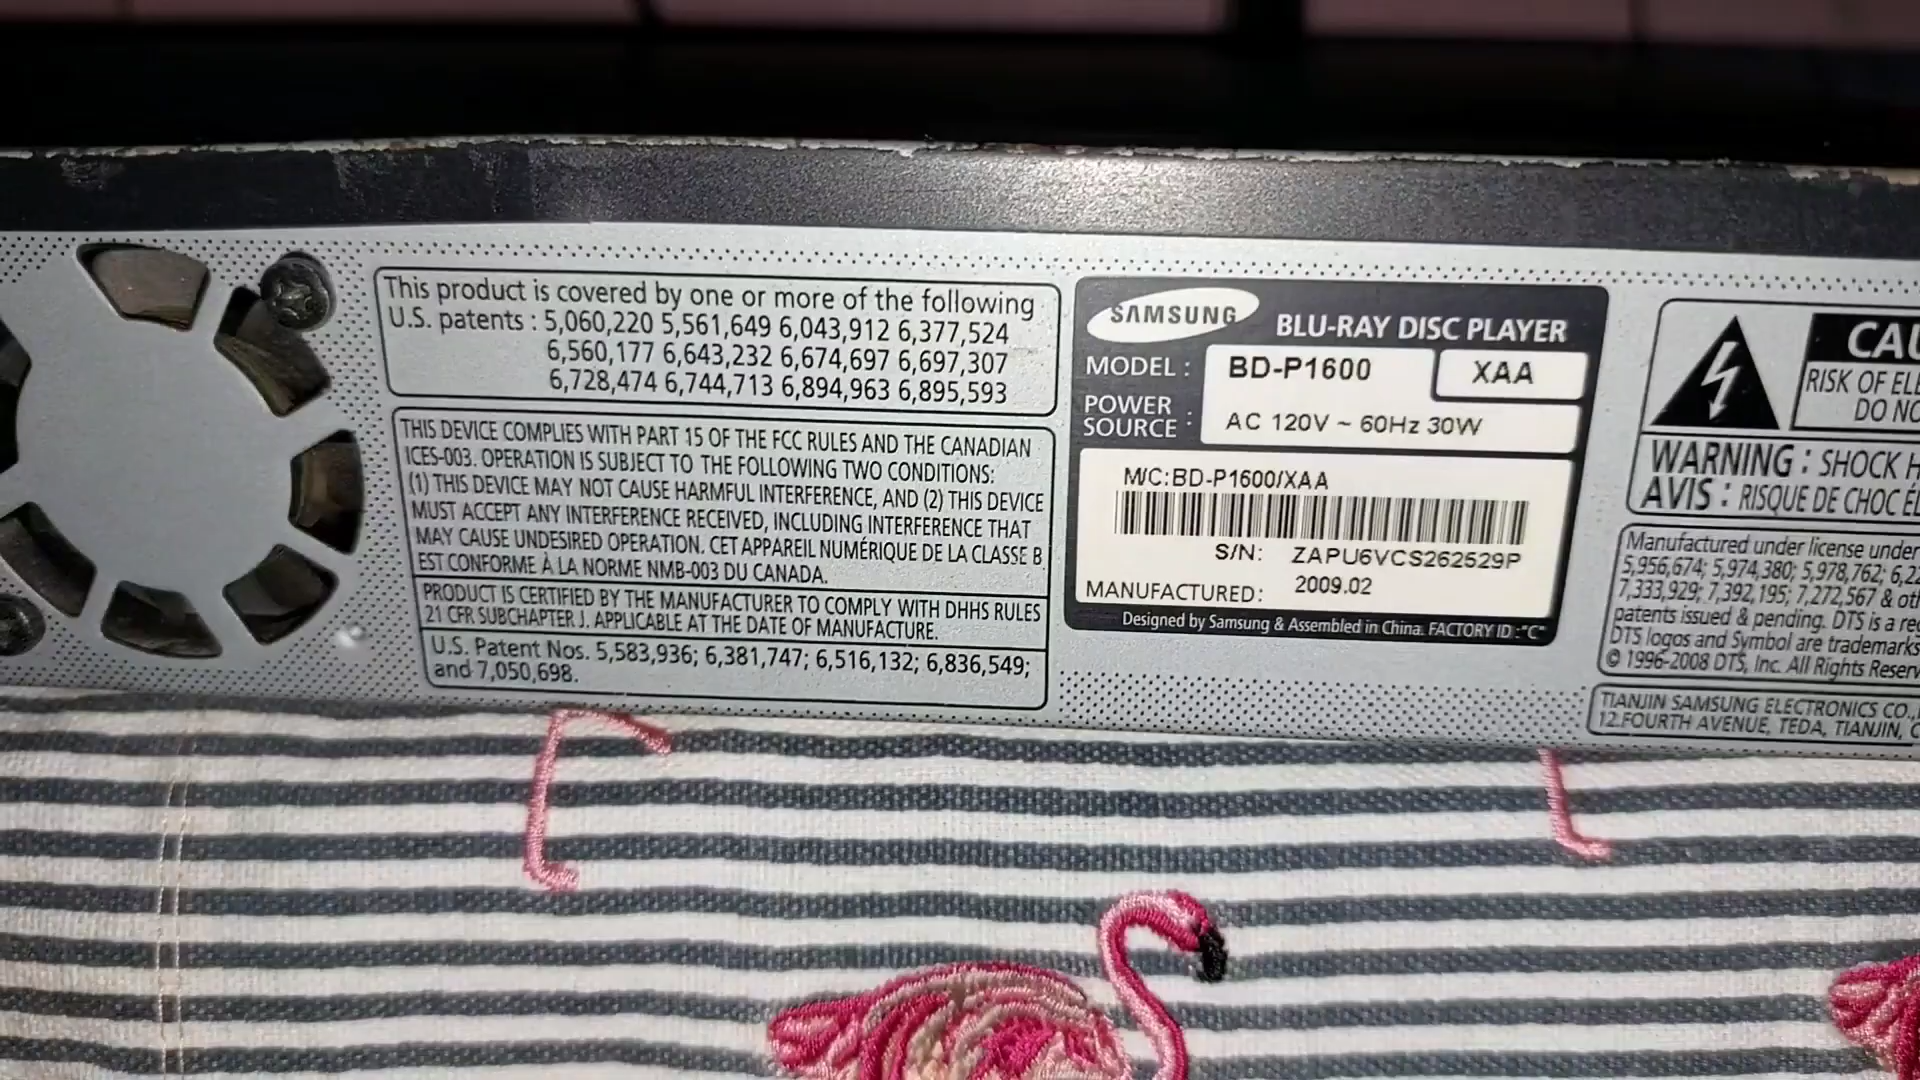 This product is covered by one or more of the following
U.S. patents : 5,060,220 5,561,649 6,043,912 6,377,524
6,560,177 6,643,232 6,674,697 6,697,307
6,728,474 6,744,713 6,894,963 6,895,593
THIS DEVICE COMPLIES WITH PART 15 OF THE FCC RULES AND THE CANADIAN
ICES-003. OPERATION IS SUBJECT TO THE FOLLOWING TWO CONDITIONS:
(1) THIS DEVICE MAY NOT CAUSE HARMFUL INTERFERENCE, AND (2) THIS DEVICE
MUST ACCEPT ANY INTERFERENCE RECEIVED, INCLUDING INTERFERENCE THAT
MAY CAUSE UNDESIRED OPERATION. CET APPAREIL NUMÉRIQUE DE LA CLASSE B
EST CONFORME À LA NORME NMB-003 DU CANADA.
PRODUCT IS CERTIFIED BY THE MANUFACTURER TO COMPLY WITH DHHS RULES
21 CFR SUBCHAPTER J. APPLICABLE AT THE DATE OF MANUFACTURE.
U.S. Patent Nos. 5,583,936; 6,381,747; 6,516,132; 6,836,549;
and 7,050,698.
SAMSUNG BLU-RAY DISC PLAYER
MODEL : BD-P1600 XAA
POWER
SOURCE : AC 120V ~ 60Hz 30W
M/C:BD-P1600/XAA
S/N: ZAPU6VCS262529P
MANUFACTURED: 2009.02
Designed by Samsung & Assembled in China. FACTORY ID :"C"
RISK OF
DO
WARNING : SHOCK
AVIS : RISQUE DE CHOC
Manufactured under license under
5,956,674; 5,974,380; 5,978,762;
7,333,929; 7,392,195; 7,272,567 &
patents issued & pending. DTS is a
DTS logos and Symbol are trademarks
© 1996-2008 DTS, Inc. All Rights
TIANJIN SAMSUNG ELECTRONICS CO.,
12.FOURTH AVENUE, TEDA, TIANJIN,